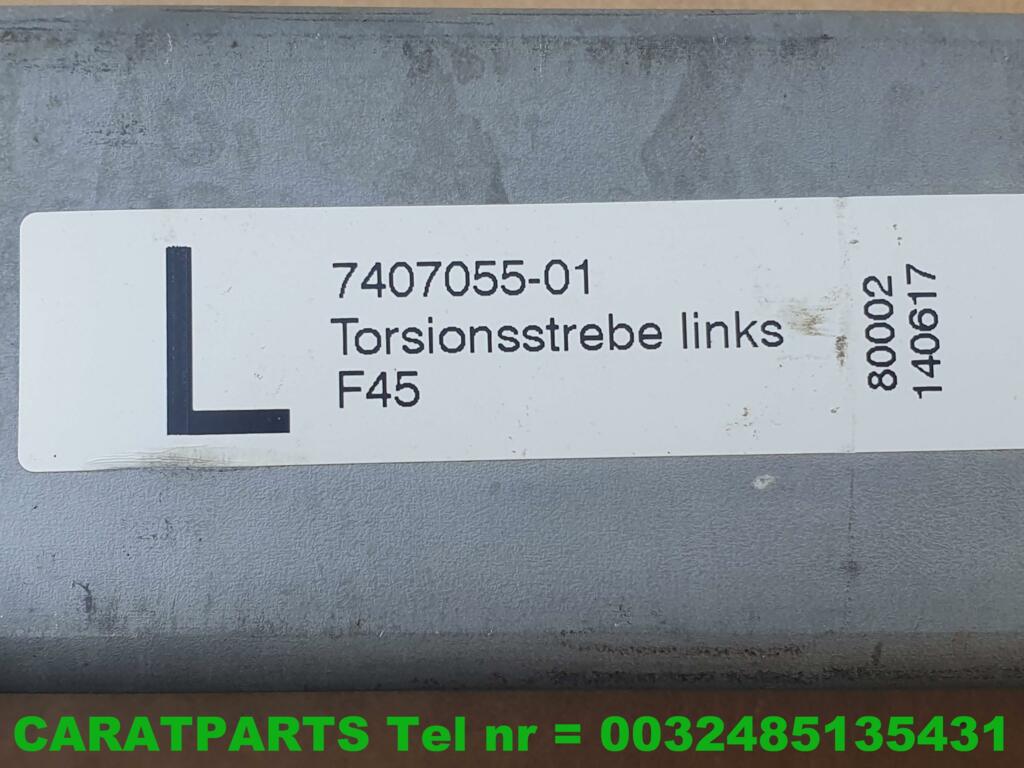 L
7407055-01
Torsionsstrebe links
F45
80002
140617
CARATPARTS Tel nr = 0032485135431